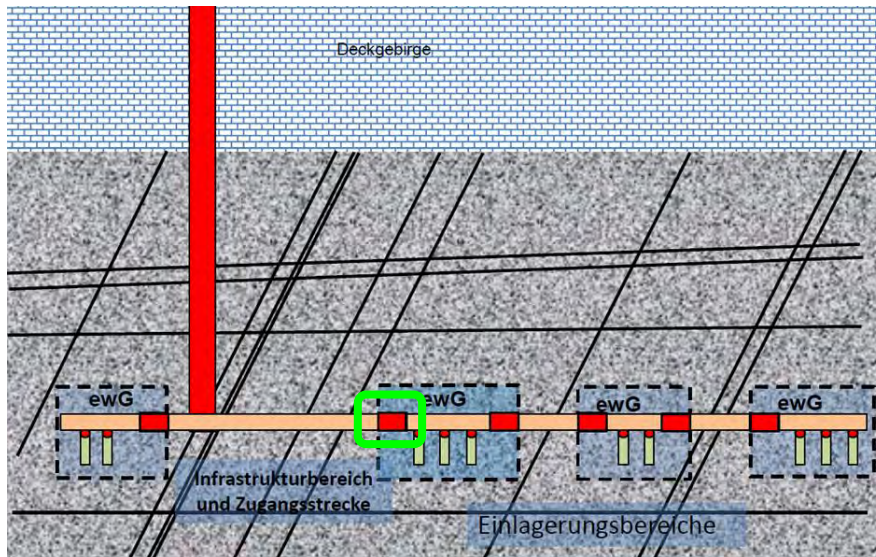 Deckgebirge
ewG
ewG
ewG
ewG
Infrastrukturbereich
und Zugangsstrecke
Einlagerungsbereiche